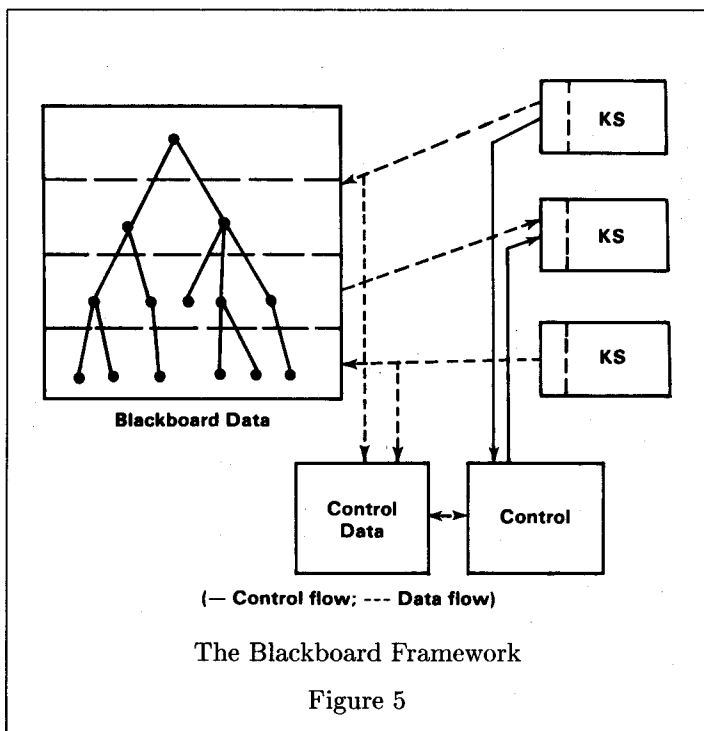 KS
KS
KS
Blackboard Data
Control
Data
Control
(— Control flow; --- Data flow)
The Blackboard Framework
Figure 5